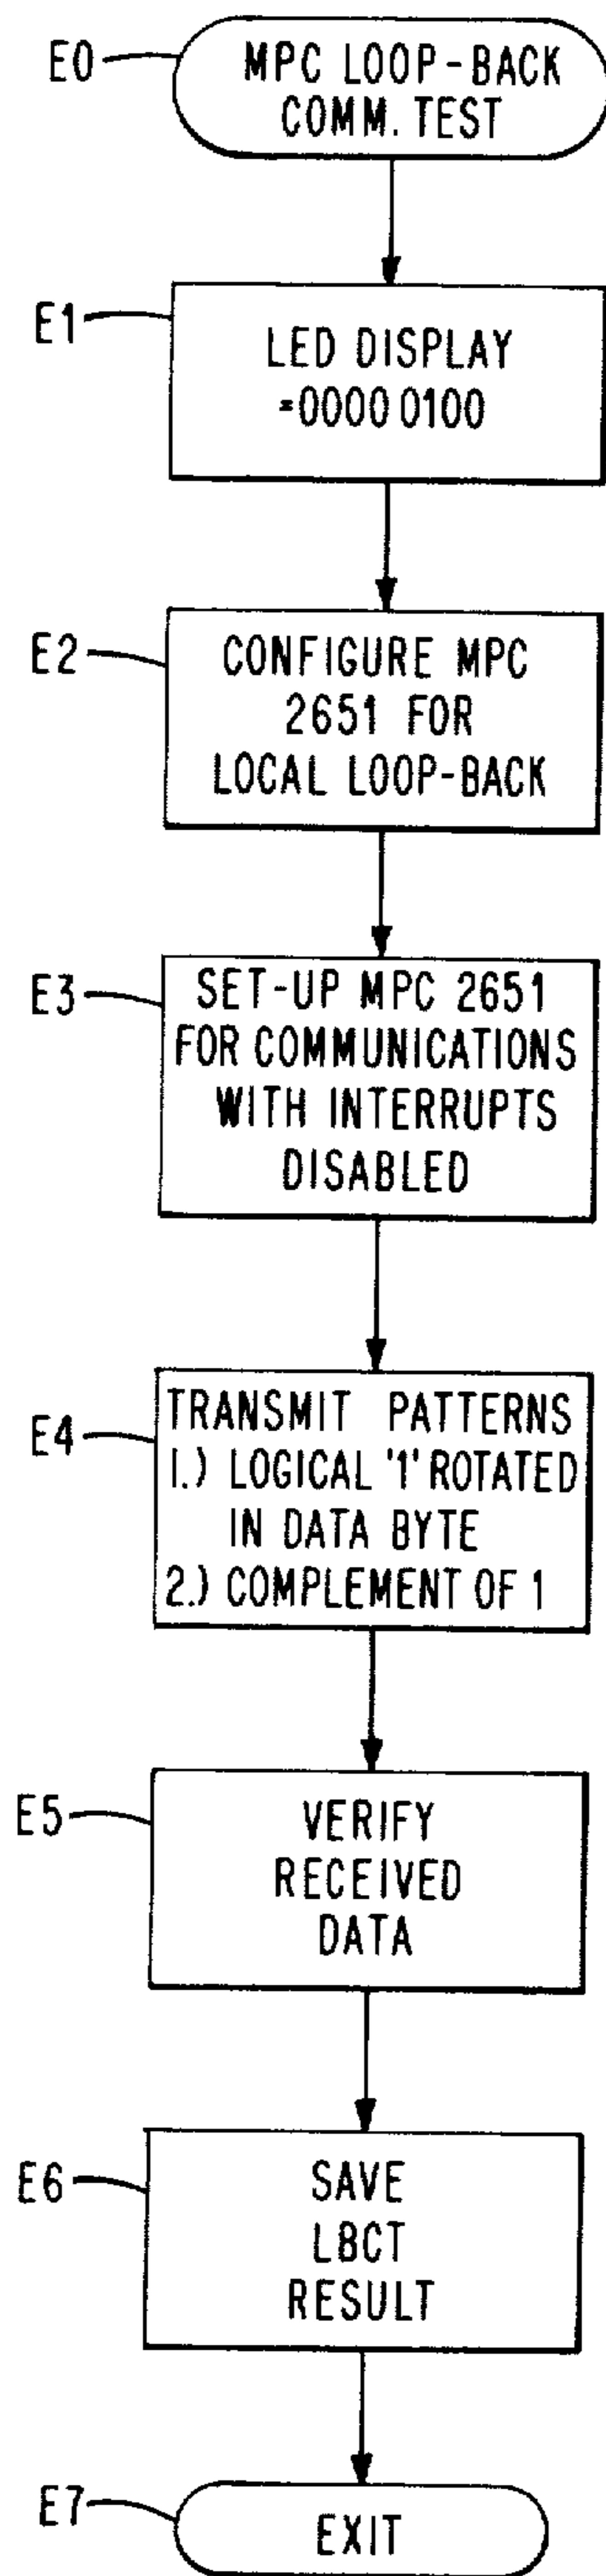 E0
MPC LOOP-BACK
COMM. TEST
E1
LED DISPLAY
=0000 0100
E2
CONFIGURE MPC
2651 FOR
LOCAL LOOP-BACK
E3
SET-UP MPC 2651
FOR COMMUNICATIONS
WITH INTERRUPTS
DISABLED
E4
TRANSMIT PATTERNS
1.) LOGICAL '1' ROTATED
IN DATA BYTE
2.) COMPLEMENT OF 1
E5
VERIFY
RECEIVED
DATA
E6
SAVE
LBCT
RESULT
E7
EXIT